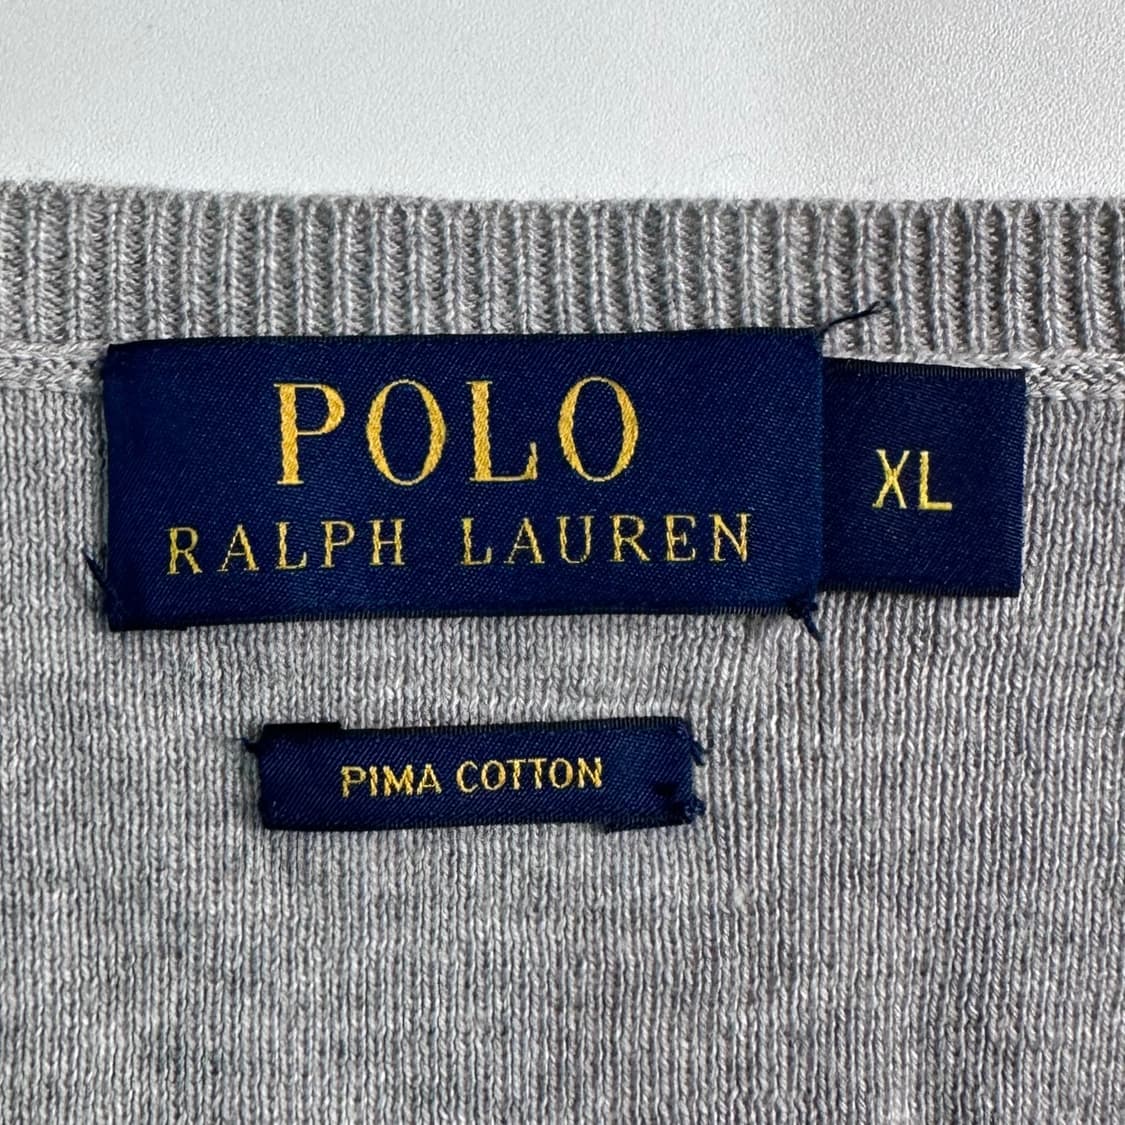 POLO
RALPH LAUREN
XL
PIMA COTTON